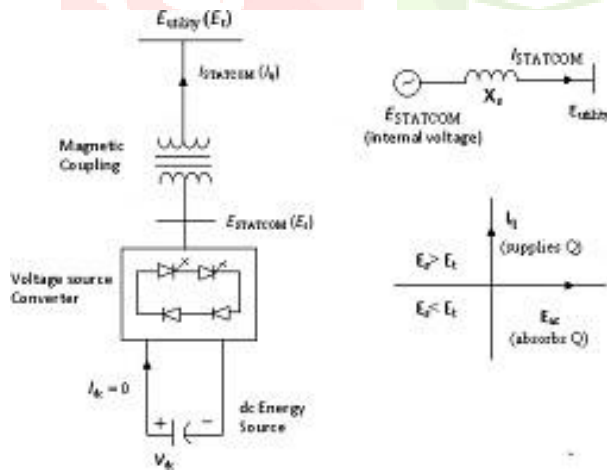 E_utility (E_t)
I_STATCOM (I_q)
Magnetic
Coupling
E_STATCOM (E_s)
Voltage source
Converter
I_dc = 0
dc Energy
Source
+ −
V_dc
I_STATCOM
X_s
E_STATCOM
(internal voltage)
E_utility
I_q
(supplies Q)
E_s > E_t
E_s < E_t
E_ac
(absorbs Q)